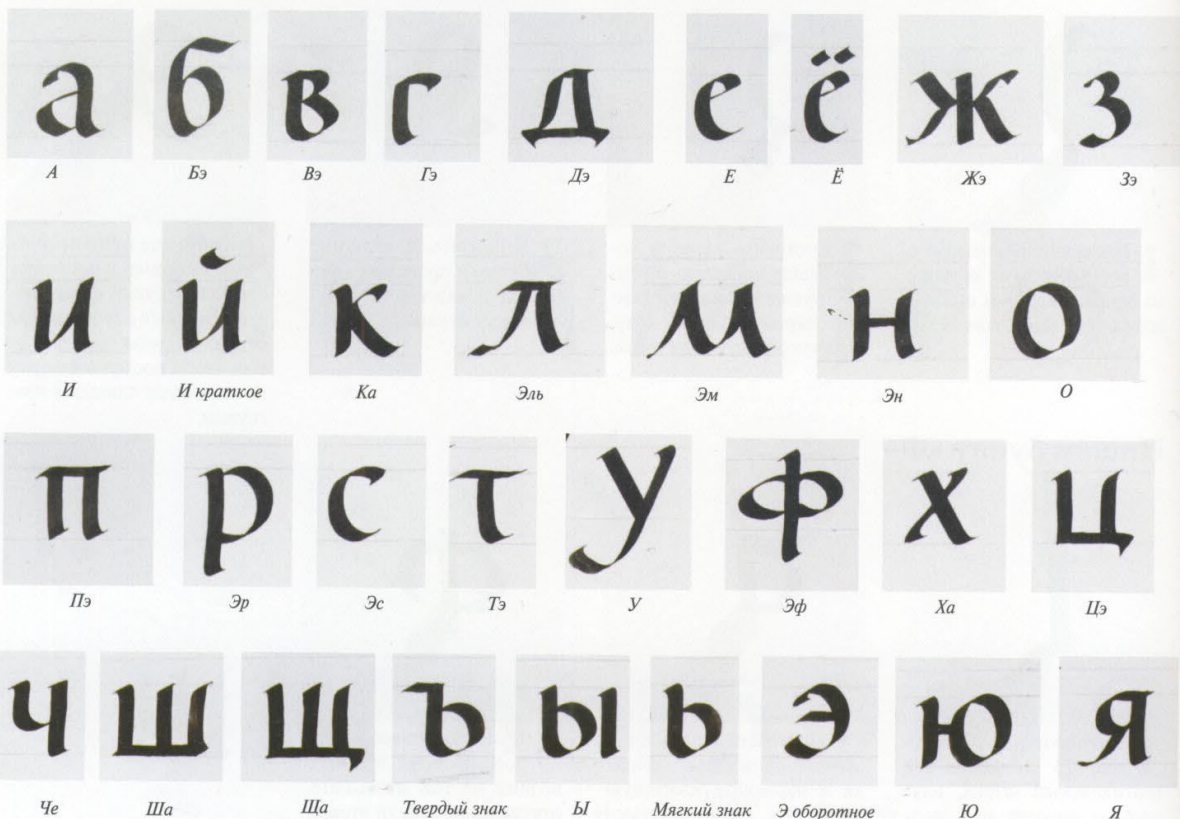 а б в г д е ё ж з
А Бэ Вэ Гэ Дэ Е Ё Жэ Зэ
и й к л м н о
И И краткое Ка Эль Эм Эн О
п р с т у ф х ц
Пэ Эр Эс Тэ У Эф Ха Цэ
ч ш щ ъ ы ь э ю я
Че Ша Ща Твердый знак Ы Мягкий знак Э оборотное Ю Я